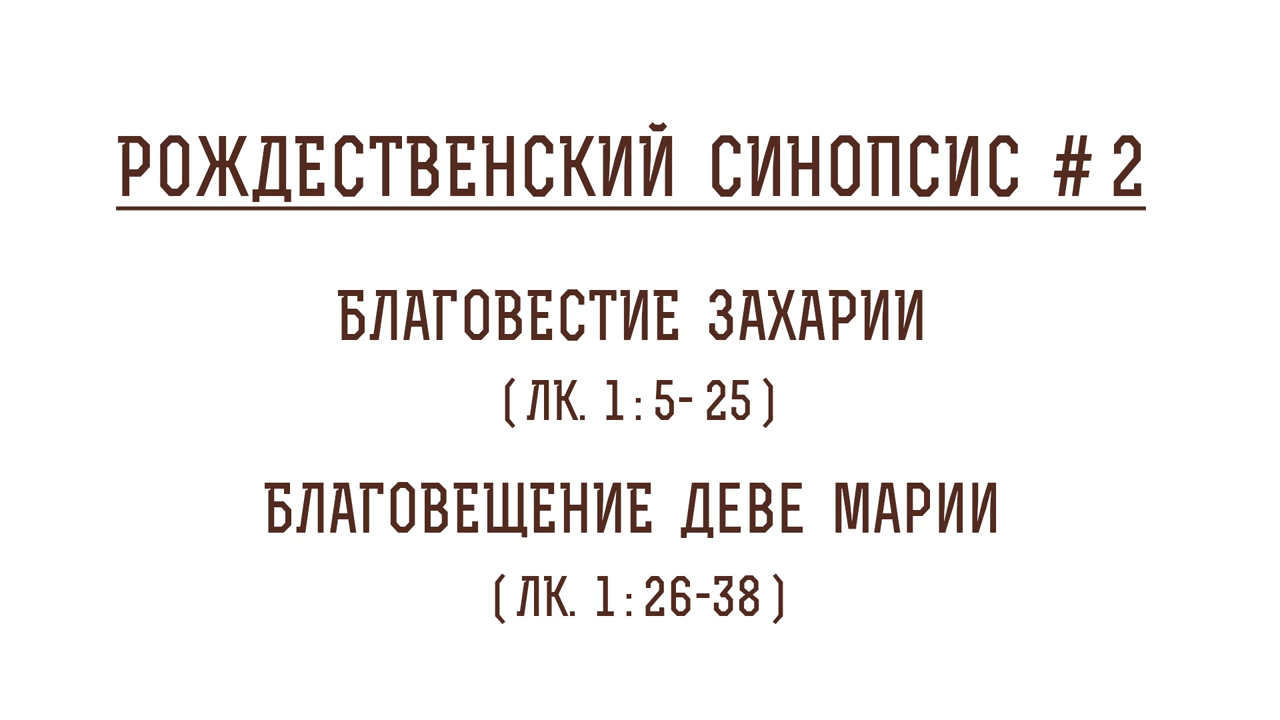 РОЖДЕСТВЕНСКИЙ СИНОПСИС #2
БЛАГОВЕСТИЕ ЗАХАРИИ
(ЛК. 1:5-25)
БЛАГОВЕЩЕНИЕ ДЕВЕ МАРИИ
(ЛК. 1:26-38)